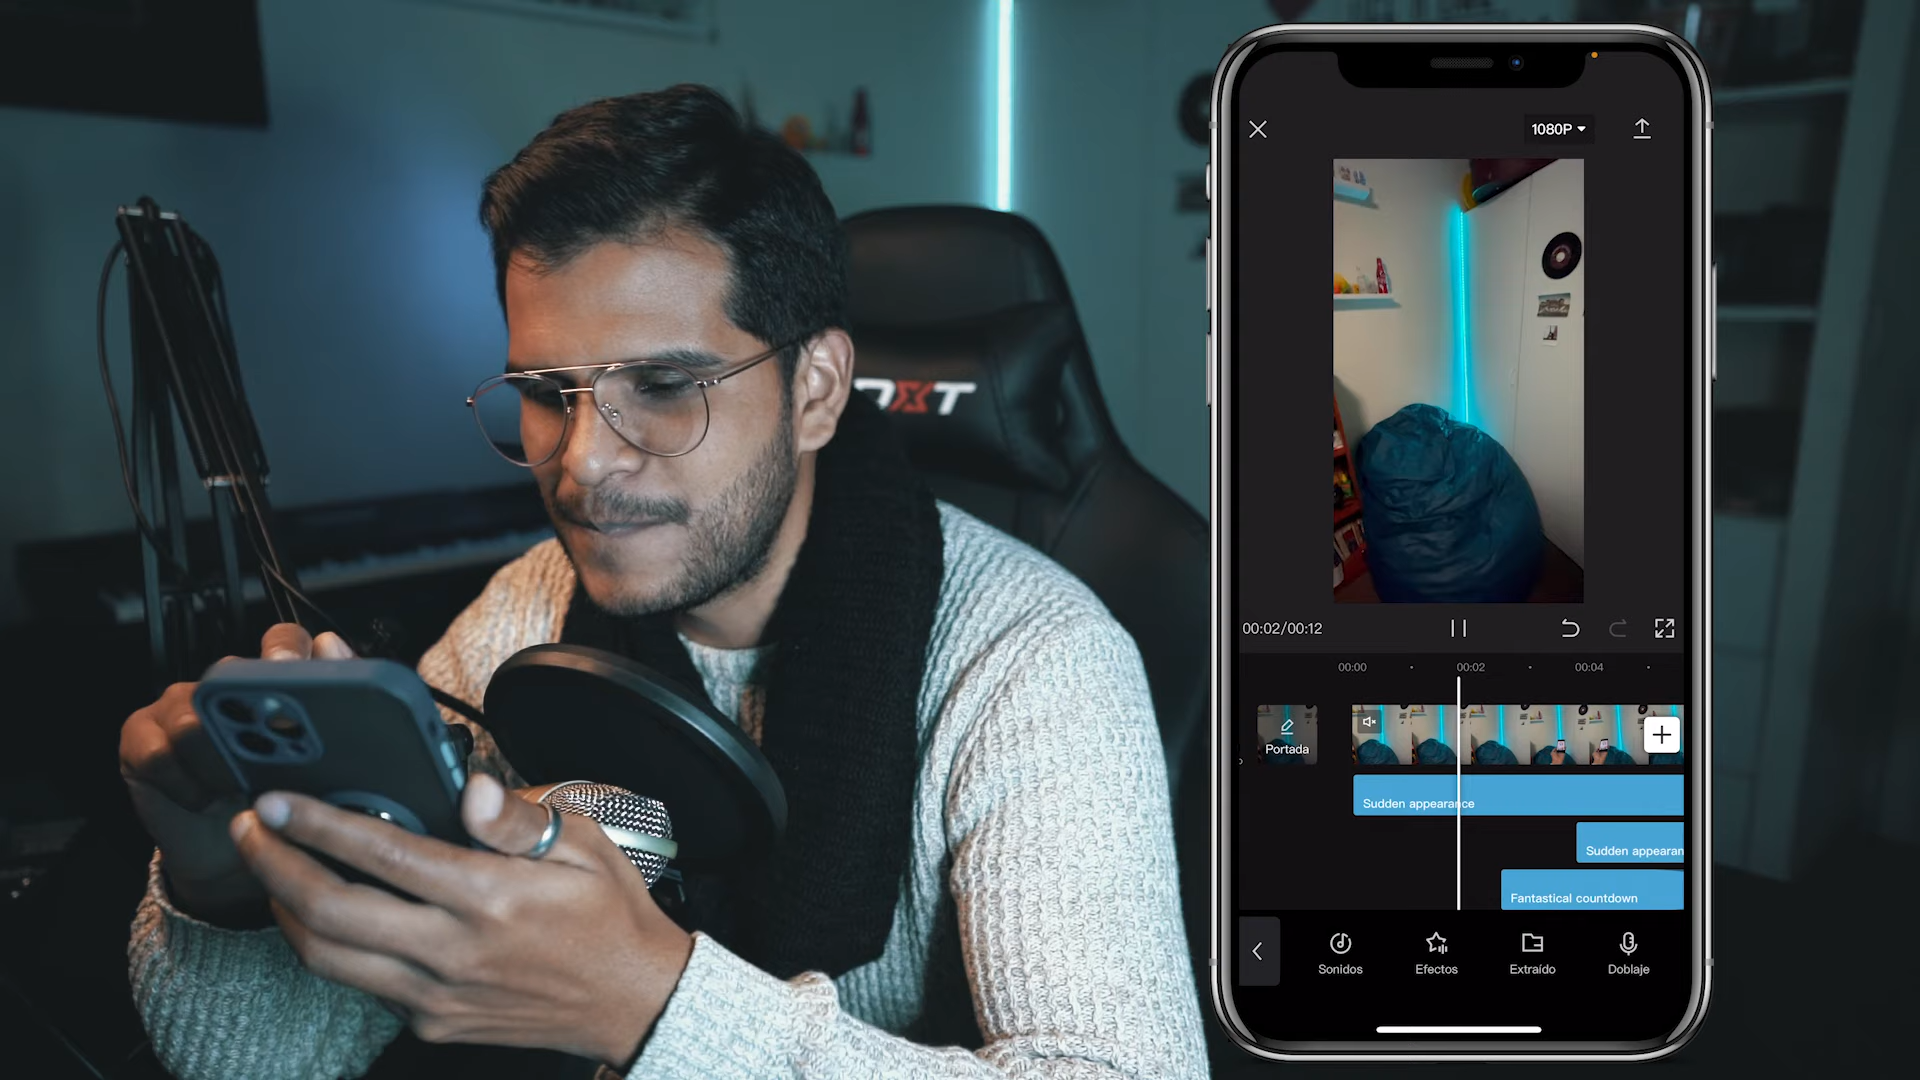 1080P
00:02/00:12
00:00
00:02
00:04
Portada
Sudden appearance
Sudden appearan
Fantastical countdown
Sonidos
Efectos
Extraído
Doblaje